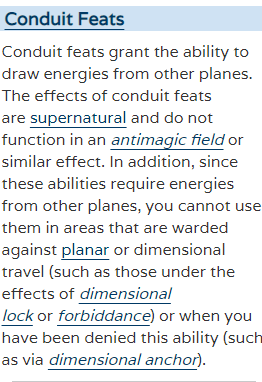 Conduit Feats
Conduit feats grant the ability to
draw energies from other planes.
The effects of conduit feats
are supernatural and do not
function in an antimagic field or
similar effect. In addition, since
these abilities require energies
from other planes, you cannot use
them in areas that are warded
against planar or dimensional
travel (such as those under the
effects of dimensional
lock or forbiddance) or when you
have been denied this ability (such
as via dimensional anchor).